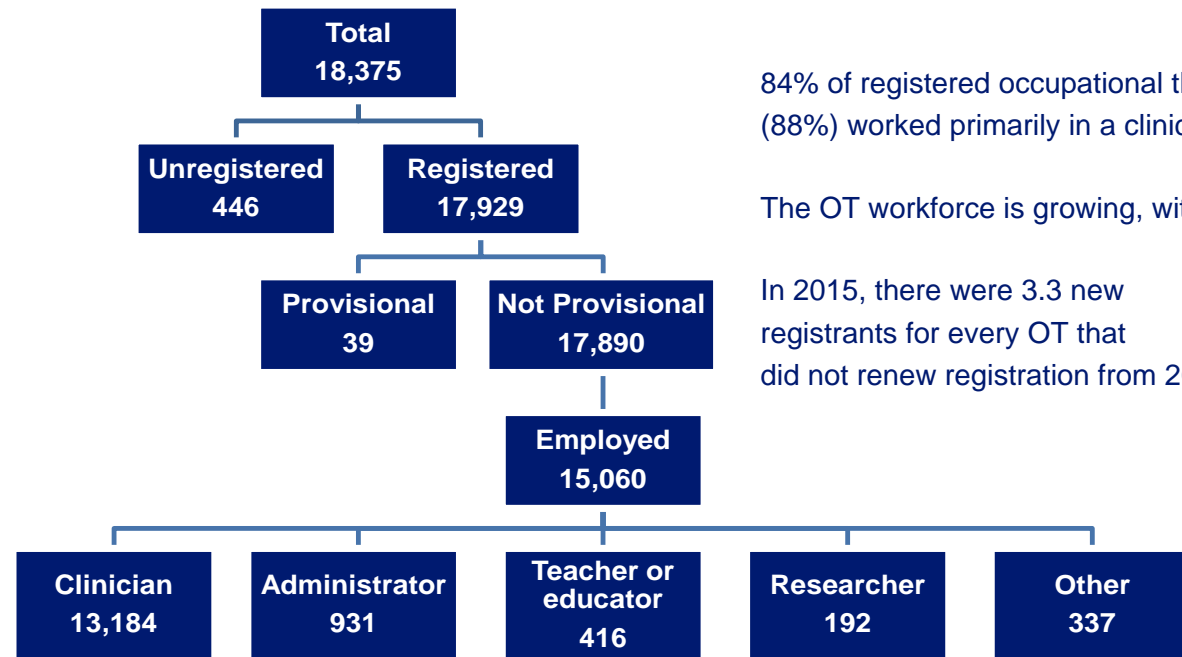 Total
18,375
84% of registered occupational
(88%) worked primarily in a
Unregistered
446
Registered
17,929
The OT workforce is growing,
Provisional
39
Not Provisional
17,890
In 2015, there were 3.3 new
registrants for every OT that
did not renew registration from
Employed
15,060
Clinician
13,184
Administrator
931
Teacher or
educator
416
Researcher
192
Other
337